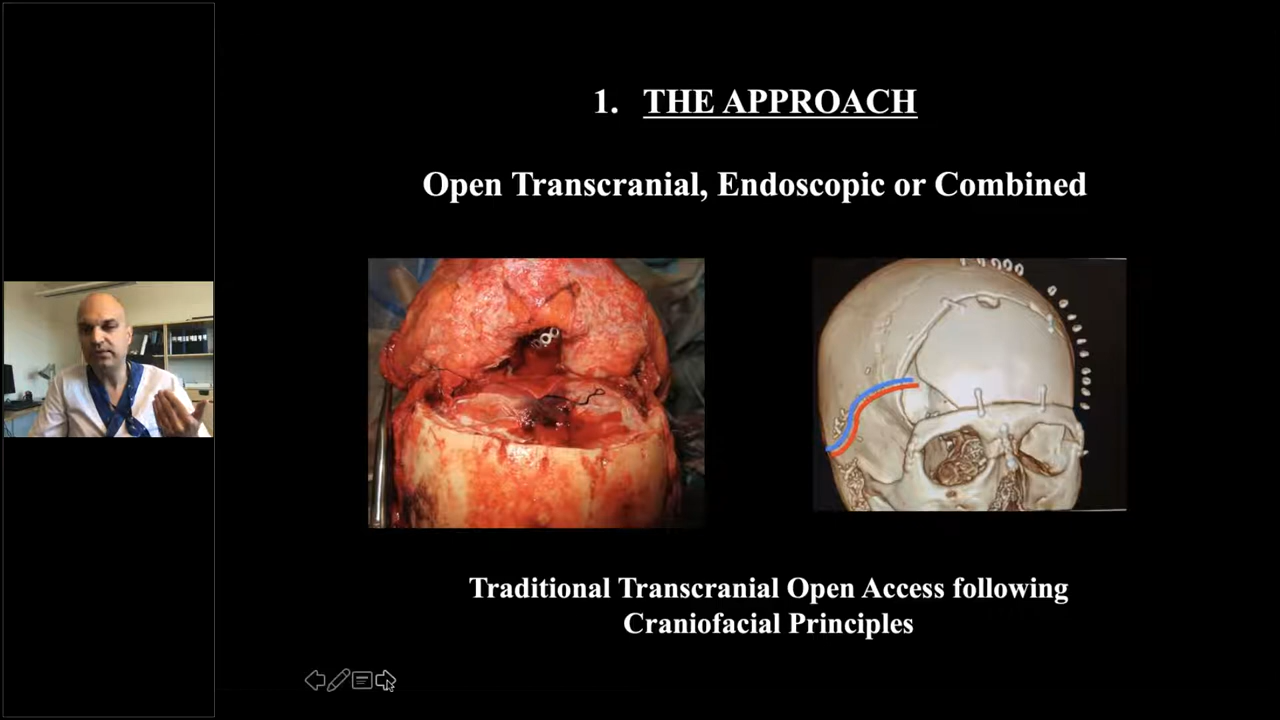 1. THE APPROACH
Open Transcranial, Endoscopic or Combined
Traditional Transcranial Open Access following
Craniofacial Principles